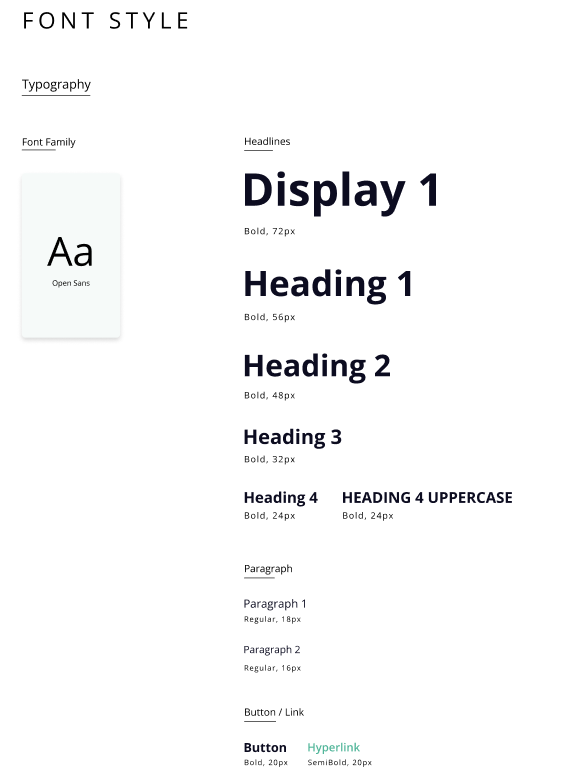 FONT STYLE
Typography
Font Family
Aa
Open Sans
Headlines
Display 1
Bold, 72px
Heading 1
Bold, 56px
Heading 2
Bold, 48px
Heading 3
Bold, 32px
Heading 4 HEADING 4 UPPERCASE
Bold, 24px Bold, 24px
Paragraph
Paragraph 1
Regular, 18px
Paragraph 2
Regular, 16px
Button / Link
Button Hyperlink
Bold, 20px SemiBold, 20px